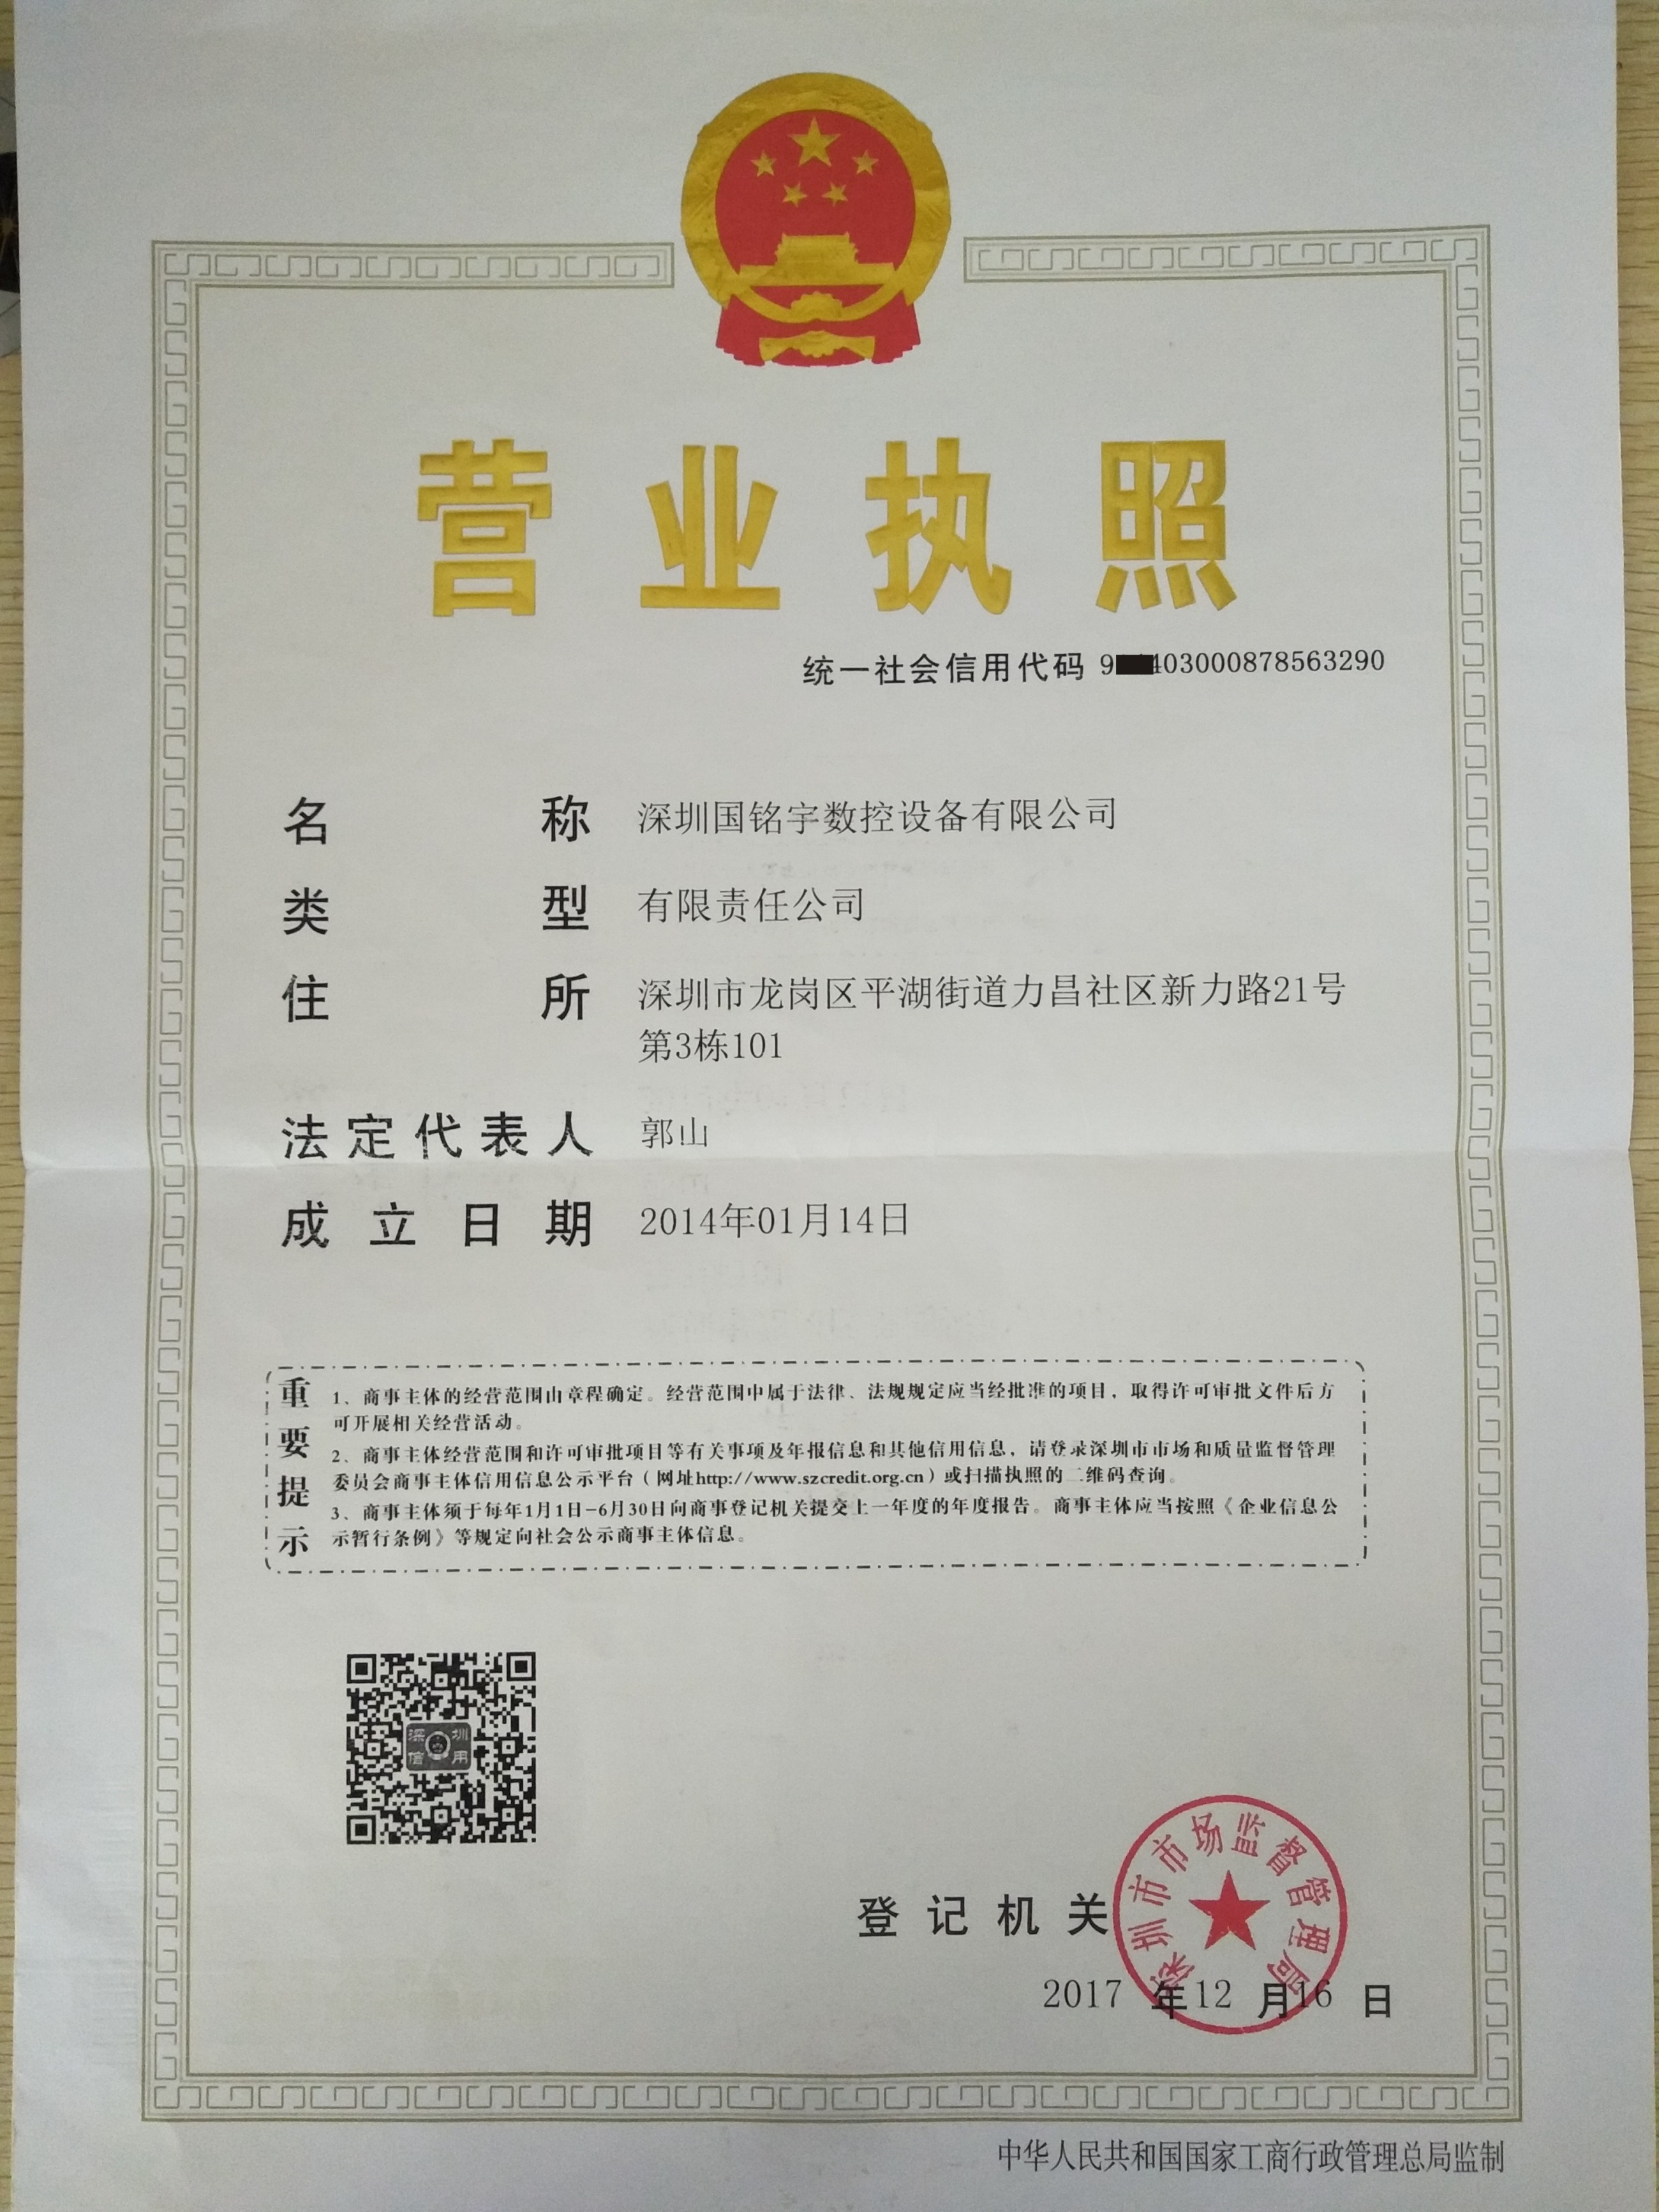 营业执照
统一社会信用代码 9 403000878563290
名称 深圳国铭宇数控设备有限公司
类型 有限责任公司
住所 深圳市龙岗区平湖街道力昌社区新力路21号
第3栋101
法定代表人 郭山
成立日期 2014年01月14日
重要提示
1、商事主体的经营范围由章程确定。经营范围中属于法律、法规规定应当经批准的项目，取得许可审批文件后方
可开展相关经营活动。
2、商事主体经营范围和许可审批项目等有关事项及年报信息和其他信用信息，请登录深圳市市场和质量监督管理
委员会商事主体信用信息公示平台（网址http://www.szcredit.org.cn）或扫描执照的二维码查询。
3、商事主体须于每年1月1日-6月30日向商事登记机关提交上一年度的年度报告。商事主体应当按照《企业信息公
示暂行条例》等规定向社会公示商事主体信息。
深圳
信用
登记机关
深圳市市场监督管理局
2017 年12 月16 日
中华人民共和国国家工商行政管理总局监制